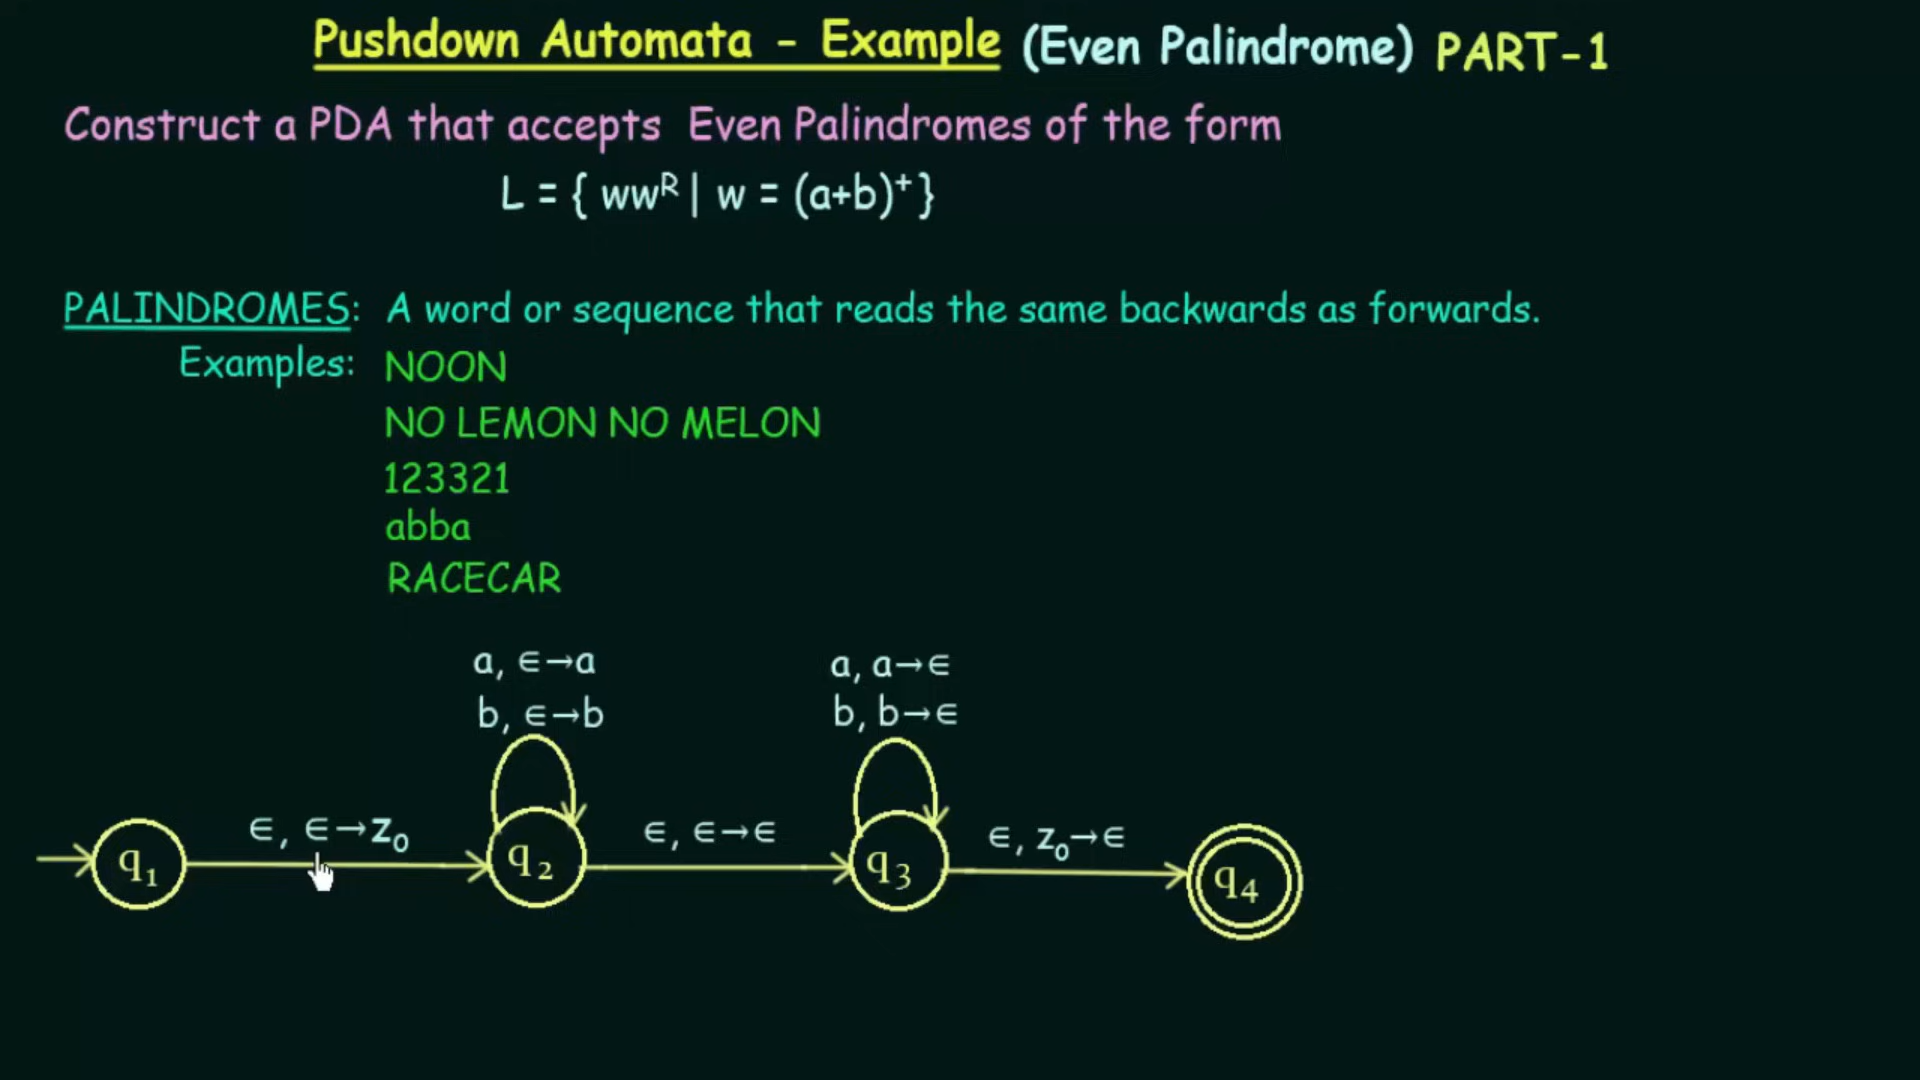 Pushdown Automata - Example (Even Palindrome) PART-1
Construct a PDA that accepts Even Palindromes of the form
L = { wwᴿ | w = (a+b)⁺ }
PALINDROMES: A word or sequence that reads the same backwards as forwards.
Examples: NOON
NO LEMON NO MELON
123321
abba
RACECAR
a, ∈→a
b, ∈→b
a, a→∈
b, b→∈
∈, ∈→z₀
∈, ∈→∈
∈, z₀→∈
q₁
q₂
q₃
q₄